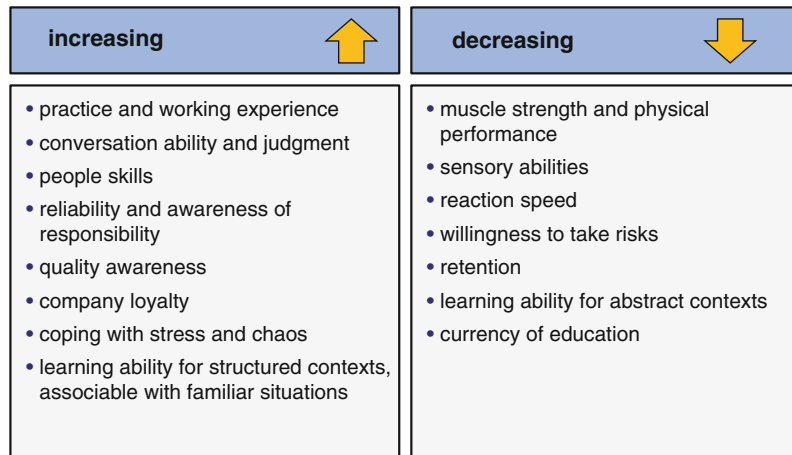 increasing
• practice and working experience
• conversation ability and judgment
• people skills
• reliability and awareness of
responsibility
• quality awareness
• company loyalty
• coping with stress and chaos
• learning ability for structured contexts,
associable with familiar situations
decreasing
• muscle strength and physical
performance
• sensory abilities
• reaction speed
• willingness to take risks
• retention
• learning ability for abstract contexts
• currency of education